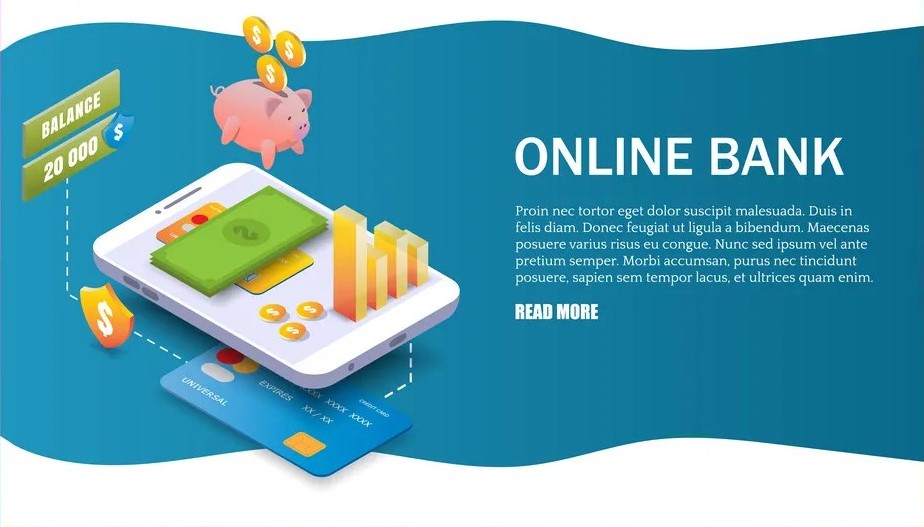 BALANCE
20 000
$
$
$
$
ONLINE BANK
Proin nec tortor eget dolor suscipit malesuada. Duis in
felis diam. Donec feugiat ut ligula a bibendum. Maecenas
posuere varius risus eu congue. Nunc sed ipsum vel ante
pretium semper. Morbi accumsan, purus nec tincidunt
posuere, sapien sem tempor lacus, et ultrices quam enim.
READ MORE
$
$
$
$
UNIVERSAL
EXPIRES
XX / XX
XXXX XXXX XXXX
CREDIT CARD